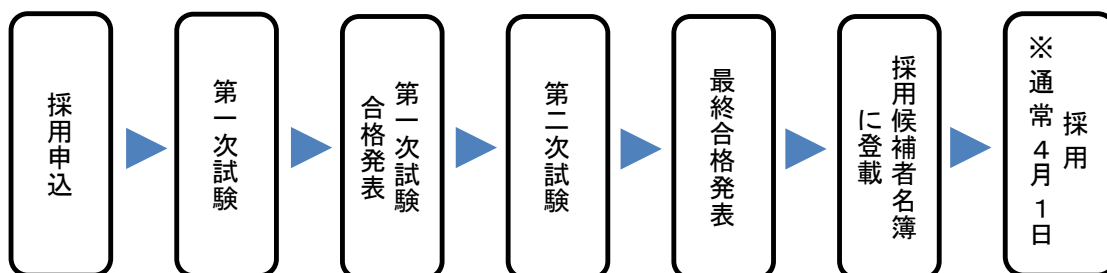 採用申込
第一次試験
第一次試験
合格発表
第二次試験
最終合格発表
採用候補者名簿
に登載
採用
※通常4月1日